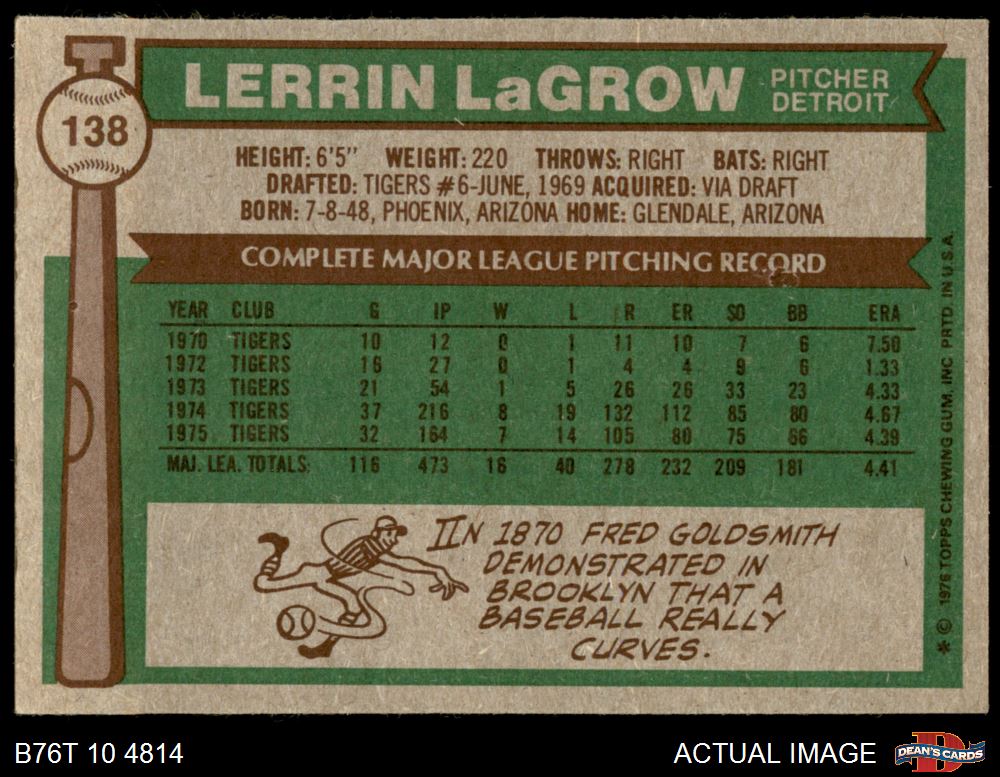 138
LERRIN LaGROW
PITCHER
DETROIT
HEIGHT: 6'5" WEIGHT: 220 THROWS: RIGHT BATS: RIGHT
DRAFTED: TIGERS #6-JUNE, 1969 ACQUIRED: VIA DRAFT
BORN: 7-8-48, PHOENIX, ARIZONA HOME: GLENDALE, ARIZONA
COMPLETE MAJOR LEAGUE PITCHING RECORD
YEAR CLUB G IP W L R ER SO BB ERA
1970 TIGERS 10 12 0 1 11 10 7 6 7.50
1972 TIGERS 16 27 0 1 4 4 9 6 1.33
1973 TIGERS 21 54 1 5 26 26 33 23 4.33
1974 TIGERS 37 216 8 19 132 112 85 80 4.67
1975 TIGERS 32 164 7 14 105 80 75 66 4.39
MAJ. LEA. TOTALS: 116 473 16 40 278 232 209 181 4.41
IN 1870 FRED GOLDSMITH
DEMONSTRATED IN
BROOKLYN THAT A
BASEBALL REALLY
CURVES.
* © 1976 TOPPS CHEWING GUM, INC. PRTD. IN U.S.A.
B76T 10 4814
ACTUAL IMAGE
D
DEAN'S CARDS